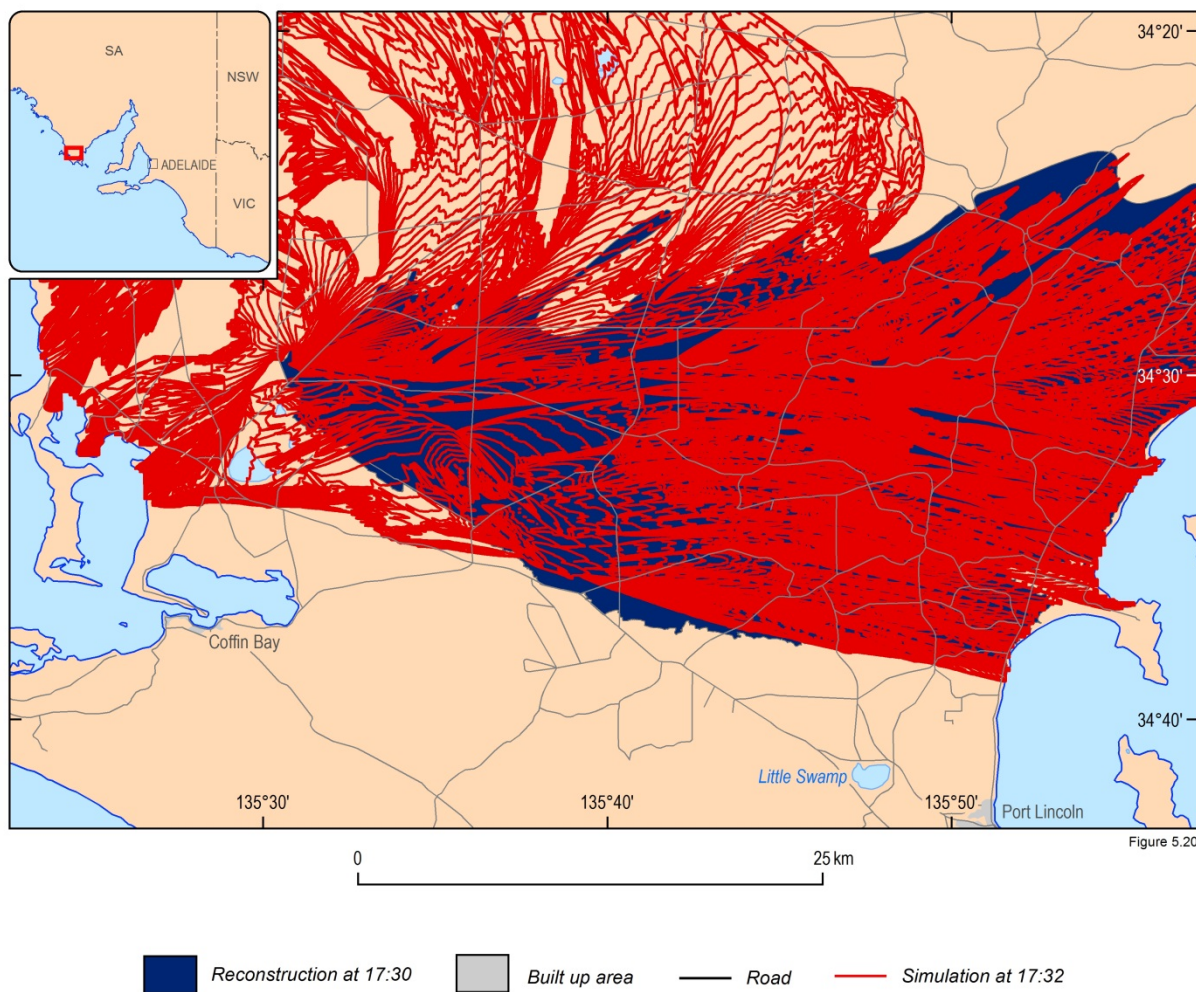 SA
NSW
ADELAIDE
VIC
34°20'
34°30'
34°40'
Coffin Bay
Little Swamp
135°30'
135°40'
135°50'
Port Lincoln
Figure 5.20
0
25 km
Reconstruction at 17:30
Built up area
Road
Simulation at 17:32